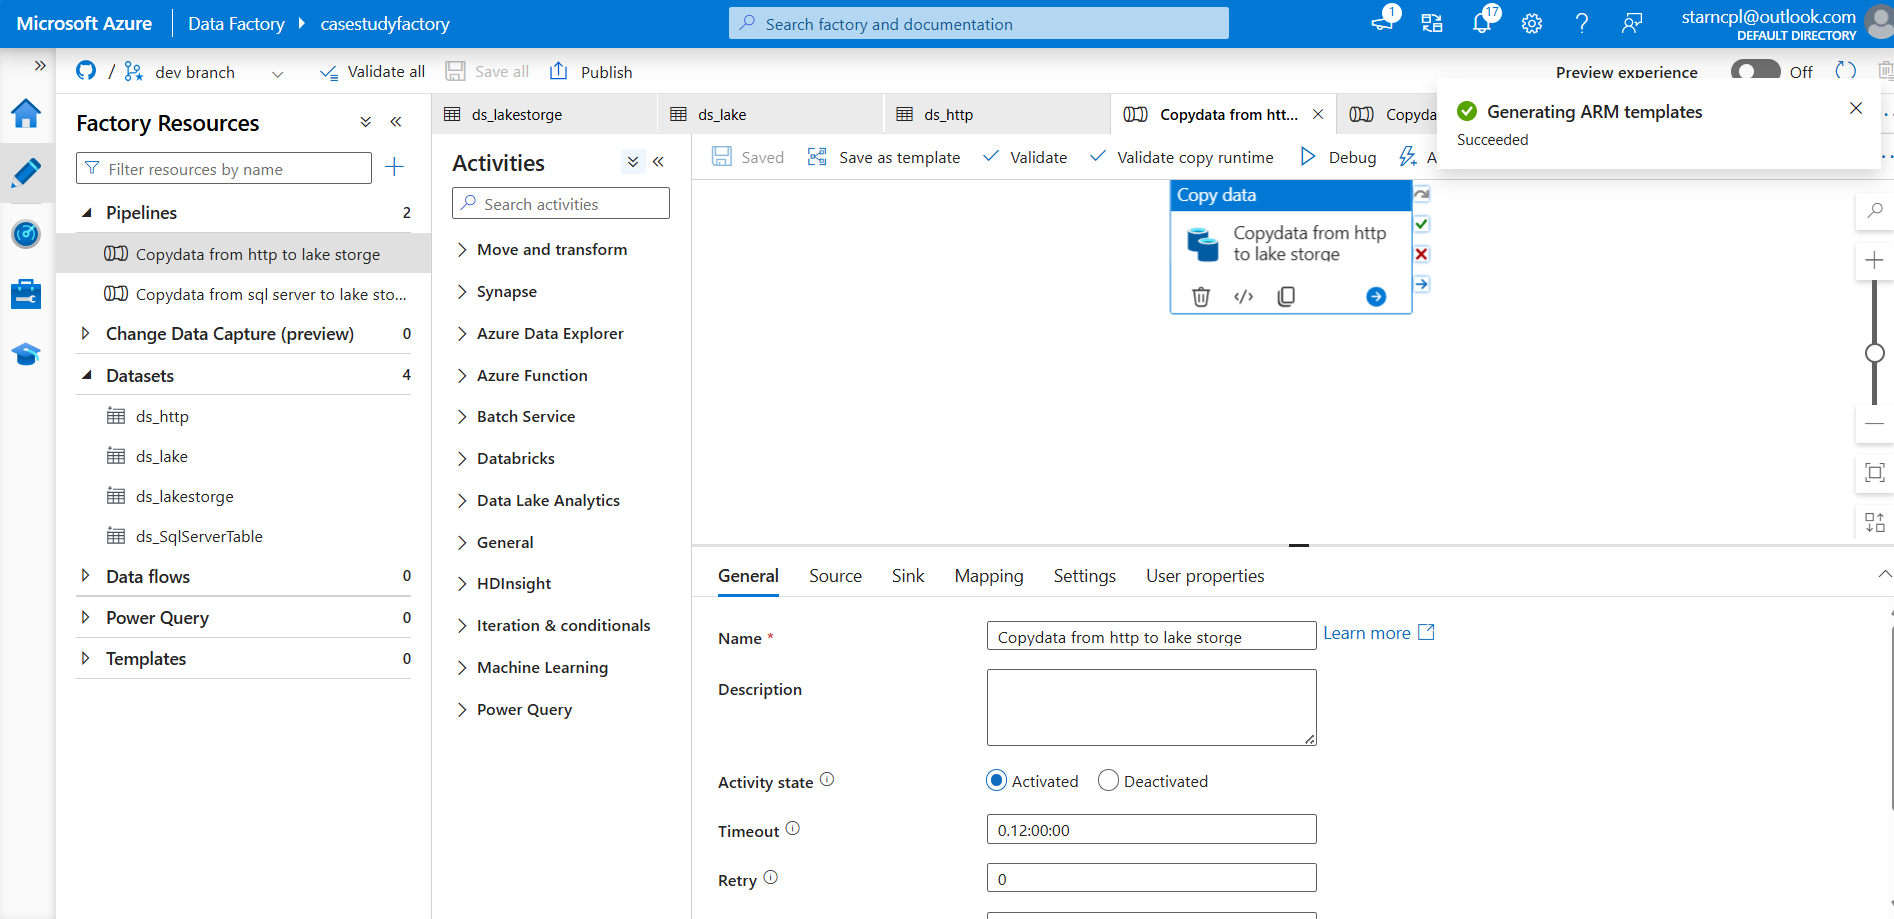 Microsoft Azure
Data Factory
casestudyfactory
Search factory and documentation
1
17
starncpl@outlook.com
DEFAULT DIRECTORY
/
dev branch
Validate all
Save all
Publish
Preview experience
Off
Generating ARM templates
Succeeded
Factory Resources
Filter resources by name
Pipelines 2
Copydata from http to lake storge
Copydata from sql server to lake sto...
Change Data Capture (preview) 0
Datasets 4
ds_http
ds_lake
ds_lakestorge
ds_SqlServerTable
Data flows 0
Power Query 0
Templates 0
ds_lakestorge
ds_lake
ds_http
Copydata from htt...
Copyda
Activities
Search activities
Move and transform
Synapse
Azure Data Explorer
Azure Function
Batch Service
Databricks
Data Lake Analytics
General
HDInsight
Iteration & conditionals
Machine Learning
Power Query
Saved
Save as template
Validate
Validate copy runtime
Debug
A
Copy data
Copydata from http
to lake storge
General
Source
Sink
Mapping
Settings
User properties
Name *
Copydata from http to lake storge
Learn more
Description
Activity state
Activated
Deactivated
Timeout
0.12:00:00
Retry
0